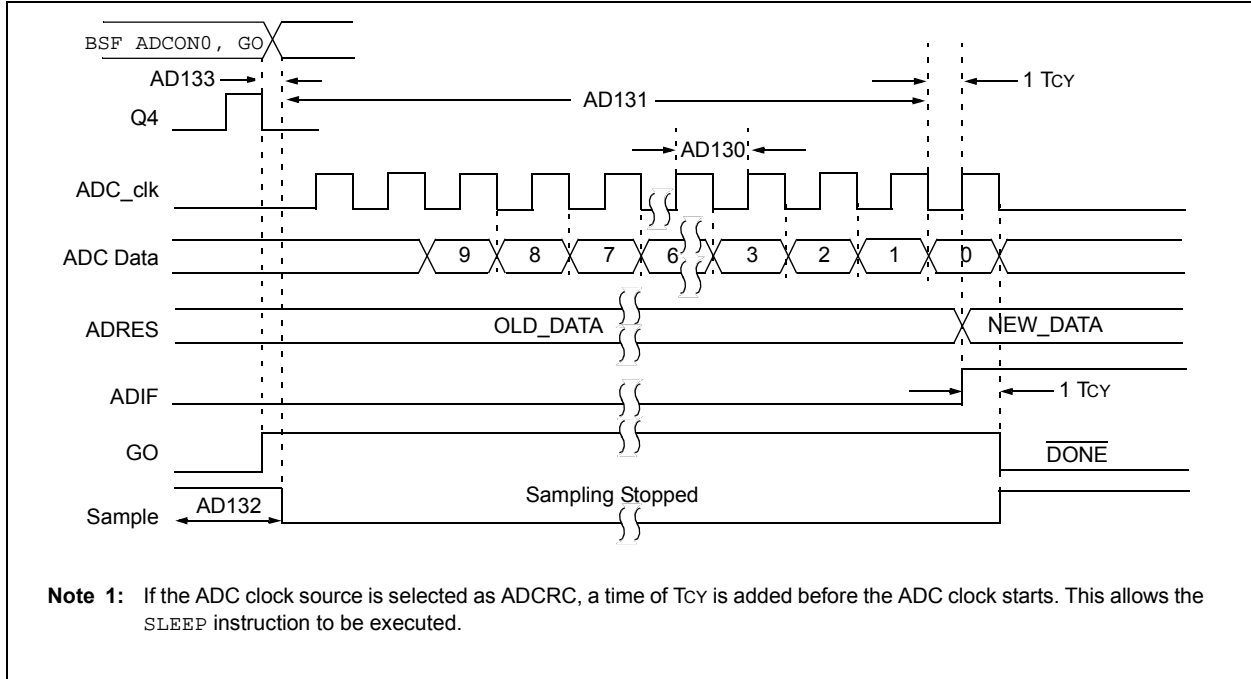 BSF ADCON0, GO
AD133
1 TCY
AD131
Q4
AD130
ADC_clk
ADC Data 9 8 7 6 3 2 1 0
ADRES OLD_DATA NEW_DATA
ADIF 1 TCY
GO DONE
Sample AD132 Sampling Stopped
Note 1: If the ADC clock source is selected as ADCRC, a time of TCY is added before the ADC clock starts. This allows the
SLEEP instruction to be executed.